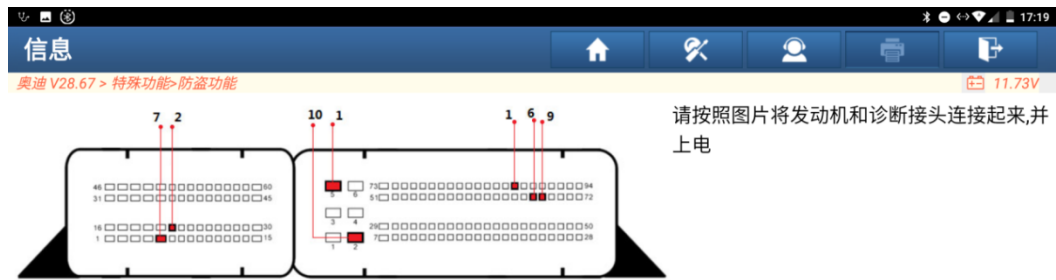 17:19
信息
奥迪 V28.67 > 特殊功能>防盗功能
11.73V
7 2
10 1
1 6 9
请按照图片将发动机和诊断接头连接起来,并
上电
46 60
31 45
16 30
1 15
5 6
3 4
1 2
73 94
51 72
29 50
7 28